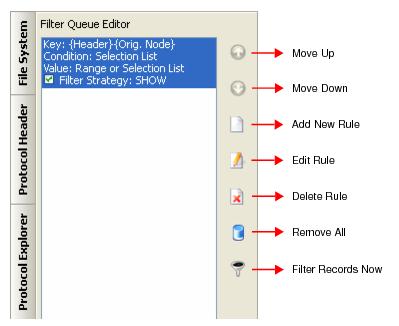 File System
Protocol Header
Protocol Explorer
Filter Queue Editor
Key: {Header}-{Orig. Node}
Condition: Selection List
Value: Range or Selection List
Filter Strategy: SHOW
Move Up
Move Down
Add New Rule
Edit Rule
Delete Rule
Remove All
Filter Records Now